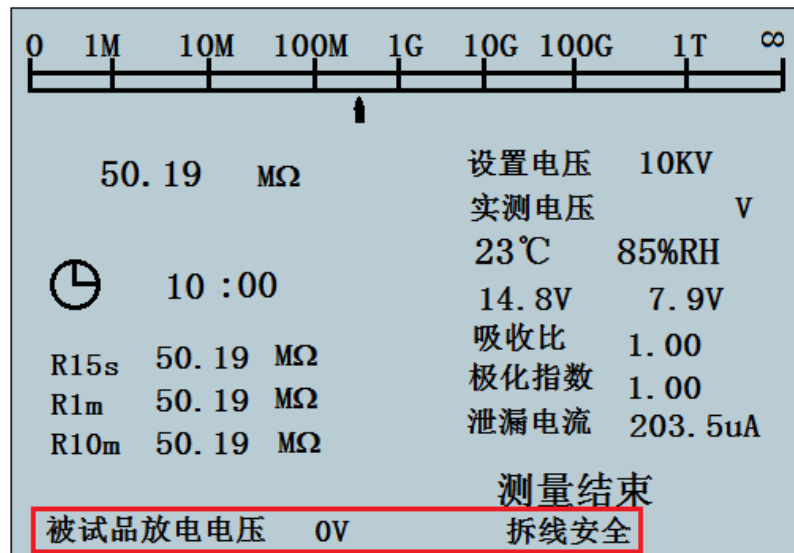 0 1M 10M 100M 1G 10G 100G 1T ∞
50.19 MΩ
设置电压 10KV
实测电压 V
23℃ 85%RH
10:00
14.8V 7.9V
吸收比 1.00
R15s 50.19 MΩ
极化指数 1.00
R1m 50.19 MΩ
泄漏电流 203.5uA
R10m 50.19 MΩ
测量结束
被试品放电电压 0V 拆线安全